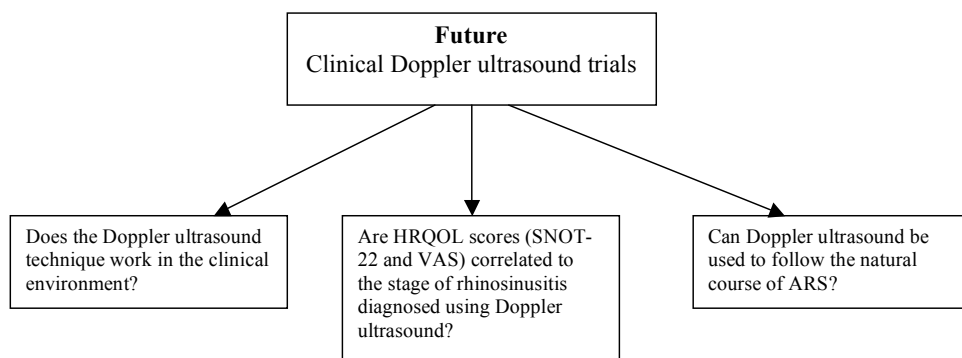 Future
Clinical Doppler ultrasound trials
Does the Doppler ultrasound
technique work in the clinical
environment?
Are HRQOL scores (SNOT-
22 and VAS) correlated to
the stage of rhinosinusitis
diagnosed using Doppler
ultrasound?
Can Doppler ultrasound be
used to follow the natural
course of ARS?